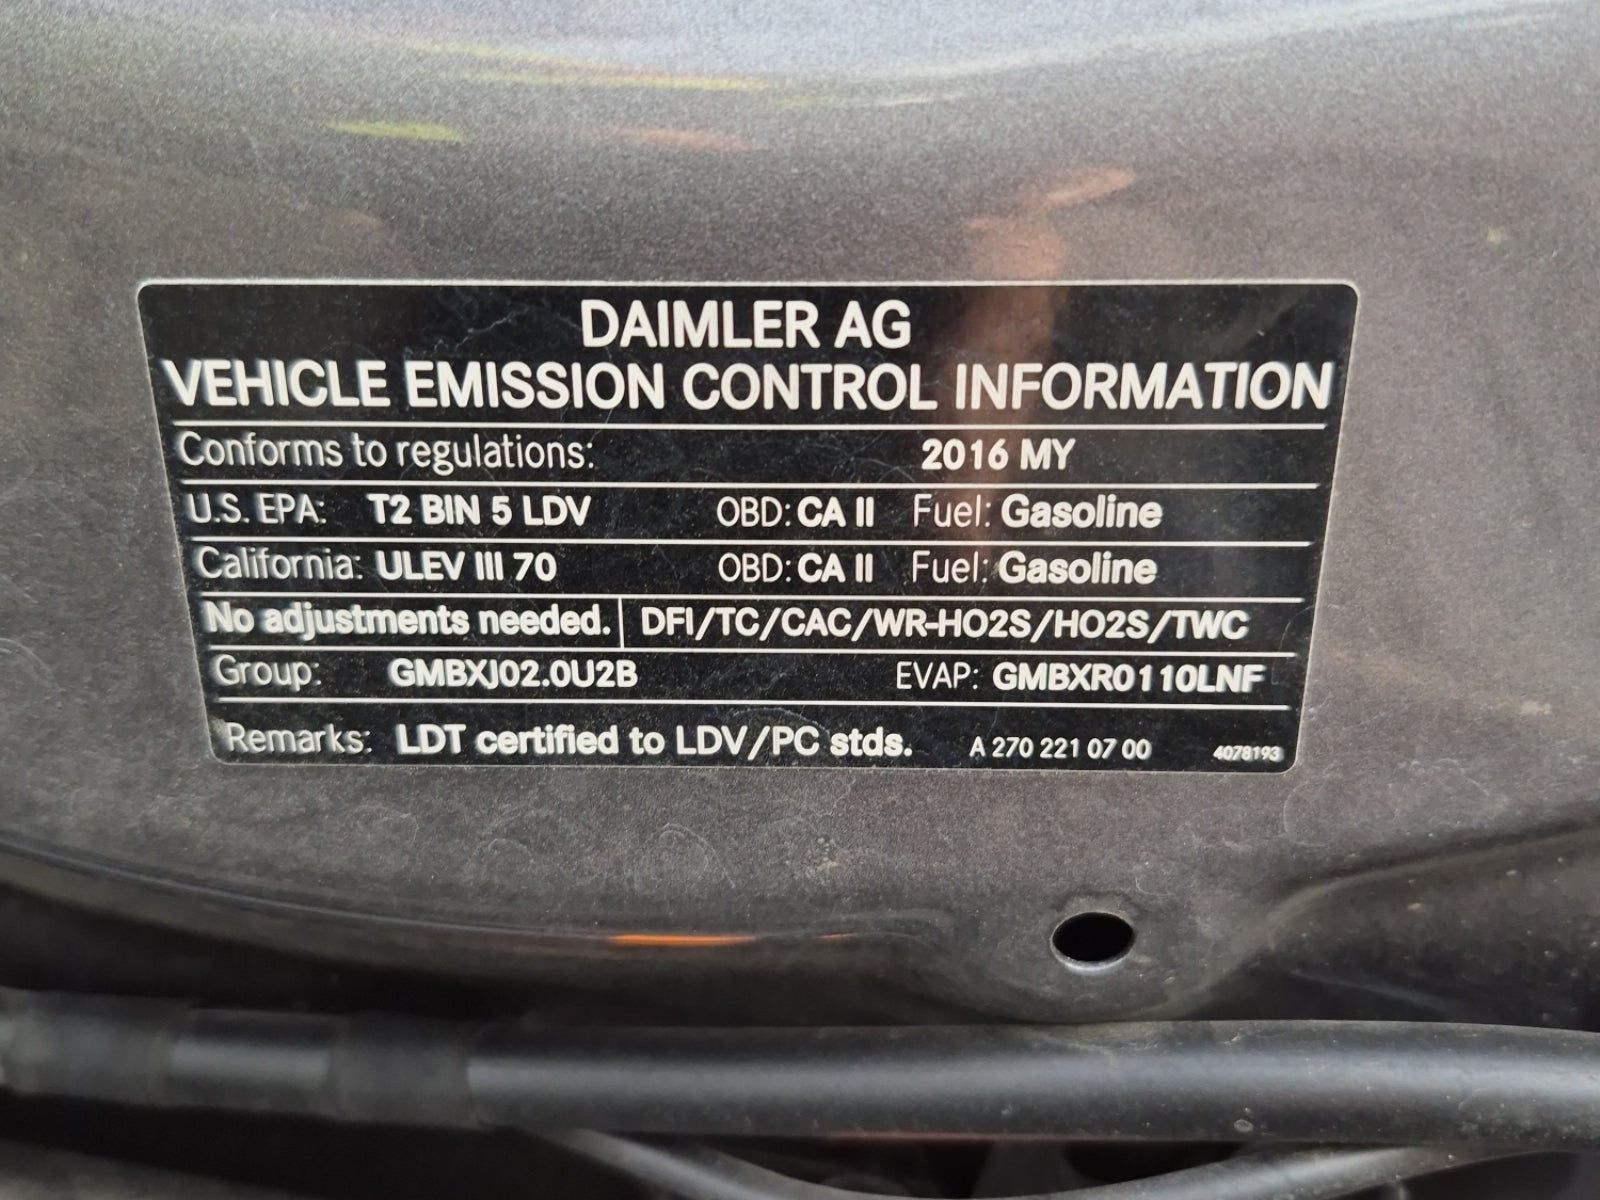 DAIMLER AG
VEHICLE EMISSION CONTROL INFORMATION
Conforms to regulations: 2016 MY
U.S. EPA: T2 BIN 5 LDV OBD: CA II Fuel: Gasoline
California: ULEV III 70 OBD: CA II Fuel: Gasoline
No adjustments needed. DFI/TC/CAC/WR-HO2S/HO2S/TWC
Group: GMBXJ02.0U2B EVAP: GMBXR0110LNF
Remarks: LDT certified to LDV/PC stds. A 270 221 07 00 4078193